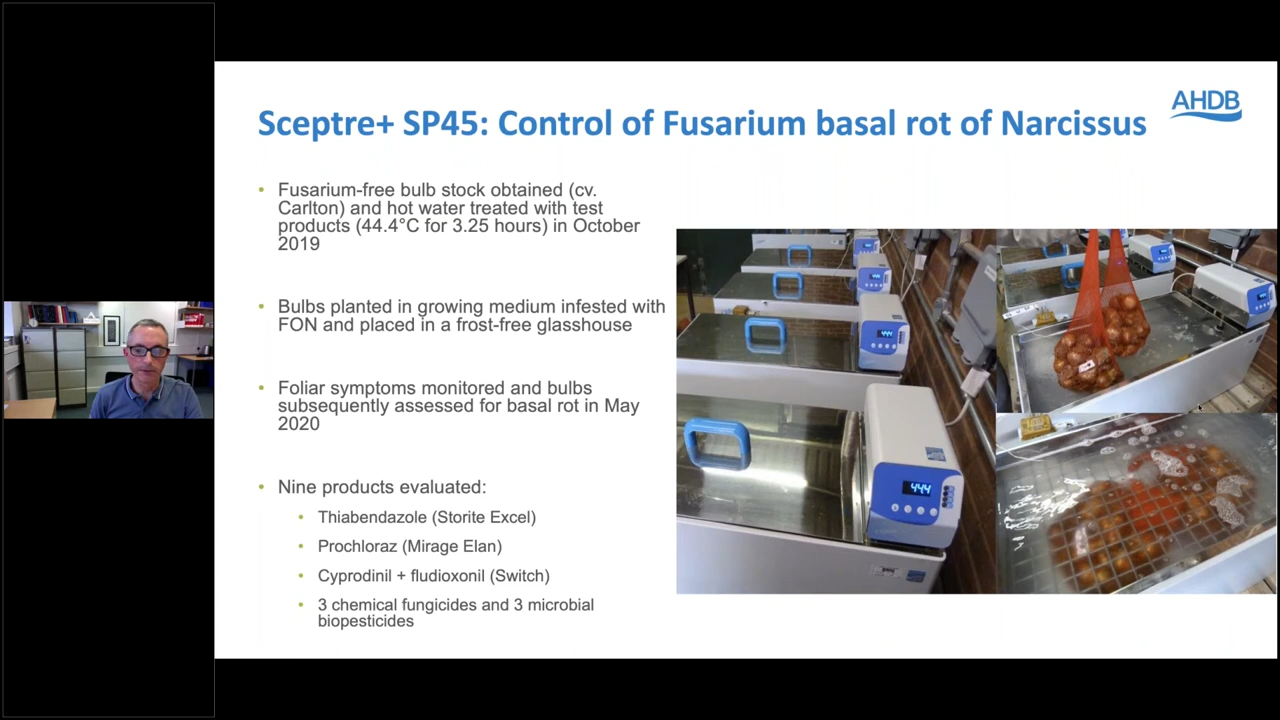 Sceptre+ SP45: Control of Fusarium basal rot of Narcissus
AHDB
• Fusarium-free bulb stock obtained (cv.
Carlton) and hot water treated with test
products (44.4°C for 3.25 hours) in October
2019
• Bulbs planted in growing medium infested with
FON and placed in a frost-free glasshouse
• Foliar symptoms monitored and bulbs
subsequently assessed for basal rot in May
2020
• Nine products evaluated:
• Thiabendazole (Storite Excel)
• Prochloraz (Mirage Elan)
• Cyprodinil + fludioxonil (Switch)
• 3 chemical fungicides and 3 microbial
biopesticides
44.4